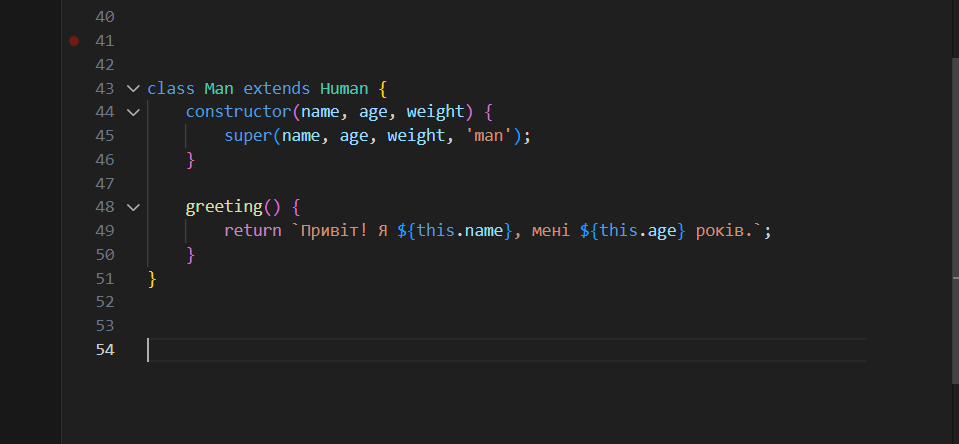 40
41
42
43 class Man extends Human {
44     constructor(name, age, weight) {
45         super(name, age, weight, 'man');
46     }
47
48     greeting() {
49         return `Привіт! Я ${this.name}, мені ${this.age} років.`;
50     }
51 }
52
53
54